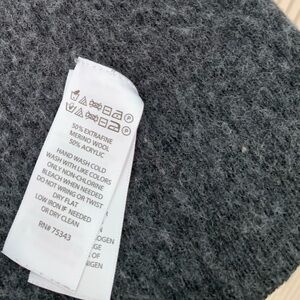 50% EXTRAFINE
MERINO WOOL
50% ACRYLIC
HAND WASH COLD
WASH WITH LIKE COLORS
ONLY NON-CHLORINE
BLEACH WHEN NEEDED
DO NOT WRING OR TWIST
DRY FLAT
LOW IRON IF NEEDED
OR DRY CLEAN
RN# 75343